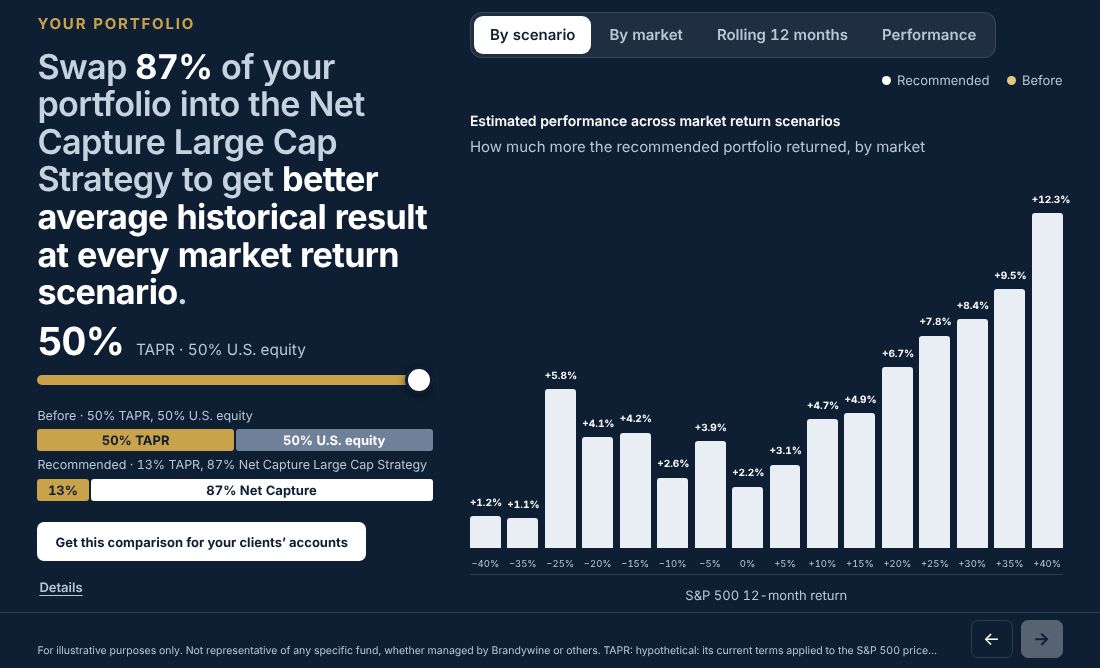 YOUR PORTFOLIO
Swap 87% of your
portfolio into the Net
Capture Large Cap
Strategy to get better
average historical result
at every market return
scenario.
50% TAPR · 50% U.S. equity
Before · 50% TAPR, 50% U.S. equity
50% TAPR 50% U.S. equity
Recommended · 13% TAPR, 87% Net Capture Large Cap Strategy
13% 87% Net Capture
Get this comparison for your clients’ accounts
Details
By scenario By market Rolling 12 months Performance
Recommended Before
Estimated performance across market return scenarios
How much more the recommended portfolio returned, by market
+1.2% +1.1% +5.8% +4.1% +4.2% +2.6% +3.9% +2.2% +3.1% +4.7% +4.9% +6.7% +7.8% +8.4% +9.5% +12.3%
−40% −35% −25% −20% −15% −10% −5% 0% +5% +10% +15% +20% +25% +30% +35% +40%
S&P 500 12-month return
For illustrative purposes only. Not representative of any specific fund, whether managed by Brandywine or others. TAPR: hypothetical: its current terms applied to the S&P 500 price...